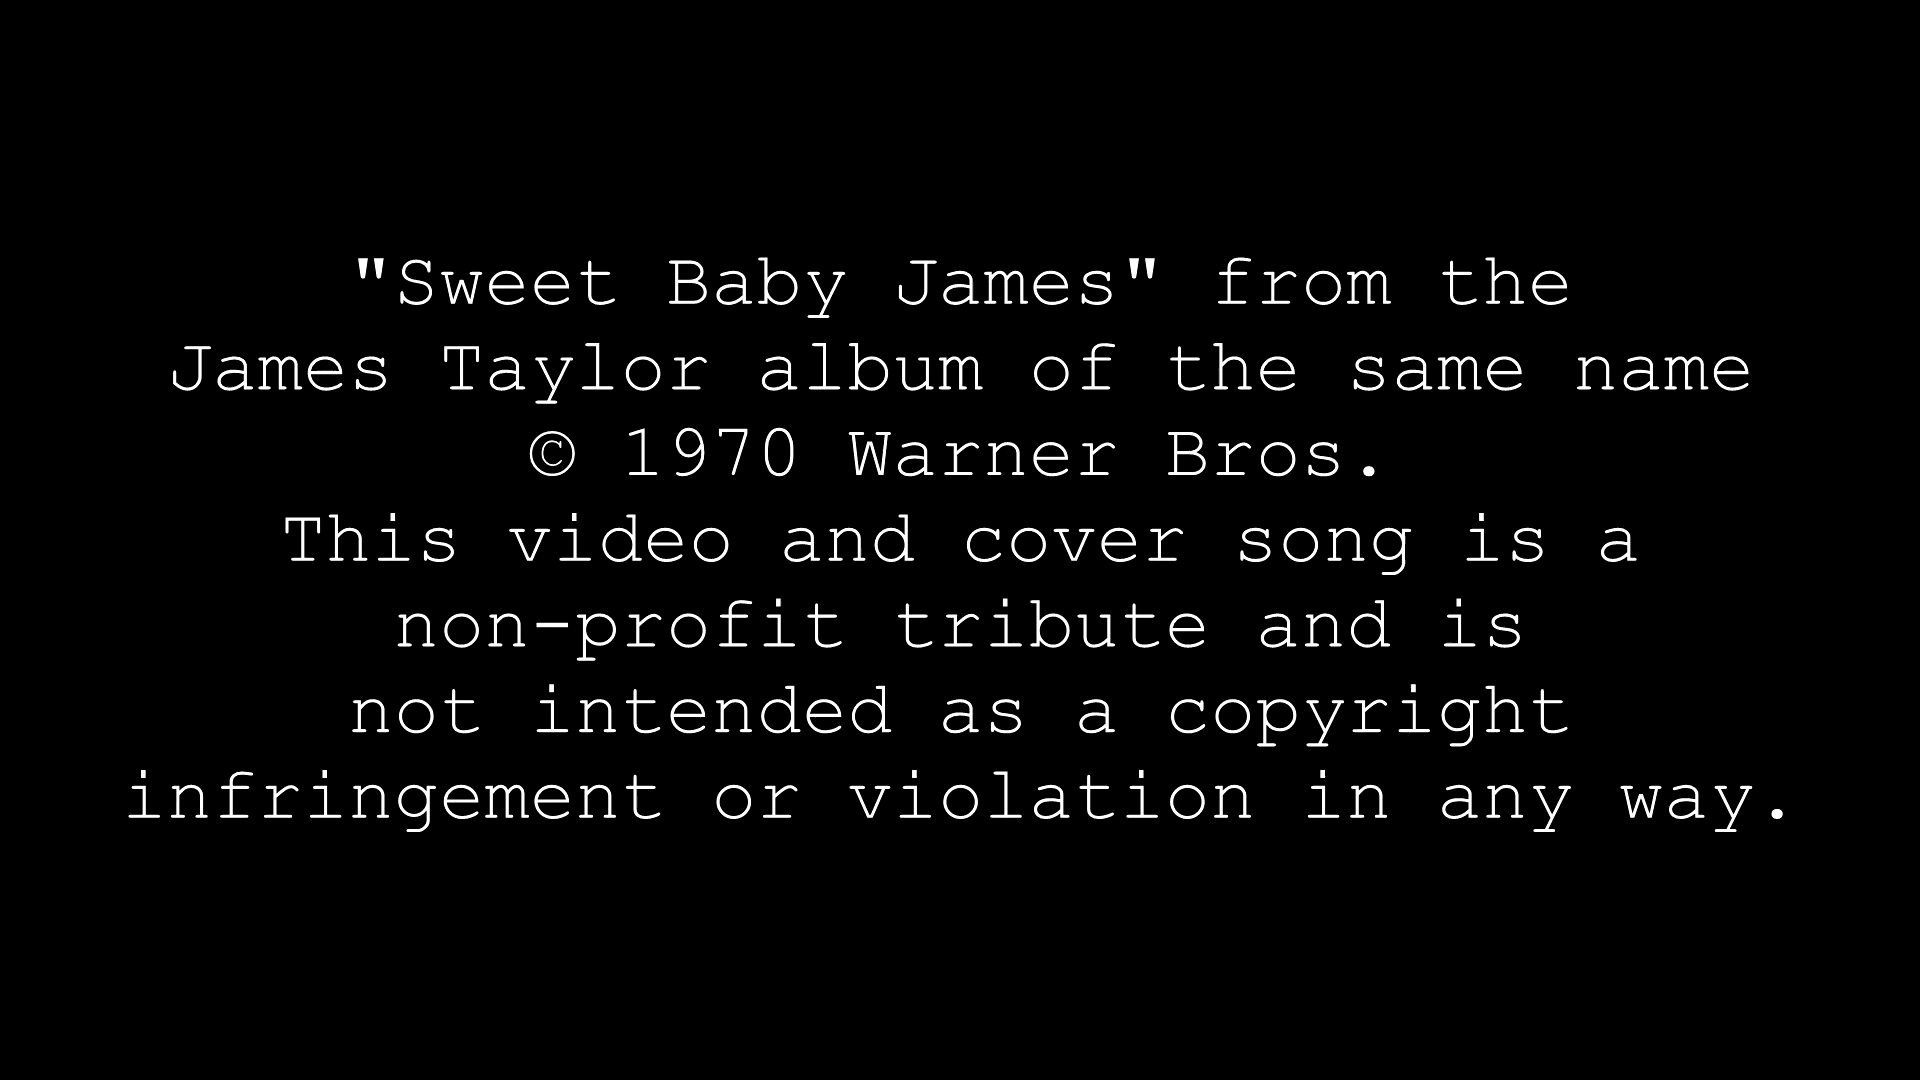 "Sweet Baby James" from the
James Taylor album of the same name
© 1970 Warner Bros.
This video and cover song is a
non-profit tribute and is
not intended as a copyright
infringement or violation in any way.